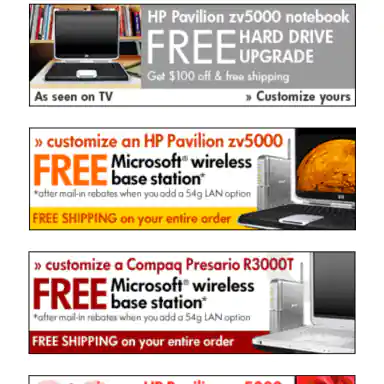 HP Pavilion zv5000 notebook
FREE HARD DRIVE UPGRADE
Get $100 off & free shipping
As seen on TV » Customize yours
» customize an HP Pavilion zv5000
FREE Microsoft® wireless base station*
*after mail-in rebates when you add a 54g LAN option
FREE SHIPPING on your entire order
» customize a Compaq Presario R3000T
FREE Microsoft® wireless base station*
*after mail-in rebates when you add a 54g LAN option
FREE SHIPPING on your entire order